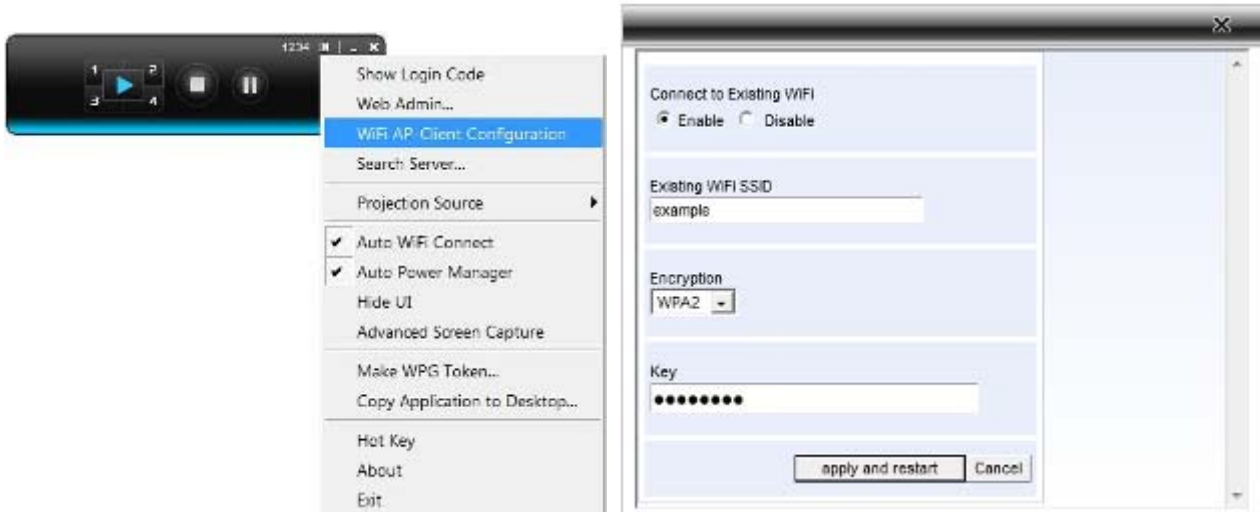 1234
1 2
3 4
Show Login Code
Web Admin...
WiFi AP-Client Configuration
Search Server...
Projection Source
Auto WiFi Connect
Auto Power Manager
Hide UI
Advanced Screen Capture
Make WPG Token...
Copy Application to Desktop...
Hot Key
About
Exit
Connect to Existing WiFi
Enable Disable
Existing WiFi SSID
example
Encryption
WPA2
Key
apply and restart Cancel